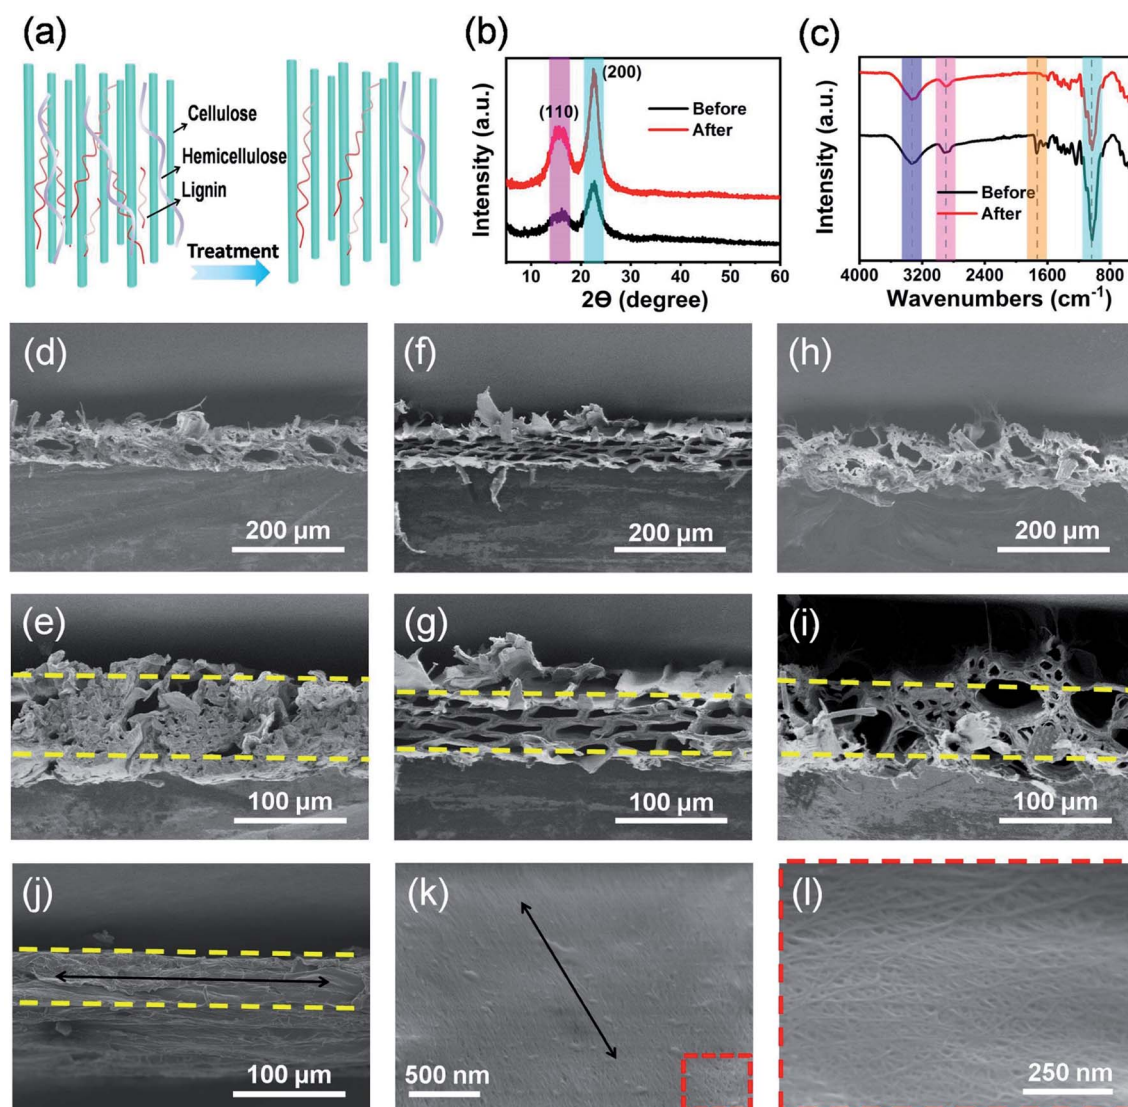 (a)
Cellulose
Hemicellulose
Lignin
Treatment
(b)
Intensity (a.u.)
(110)
(200)
Before
After
10 20 30 40 50 60
2Θ (degree)
(c)
Intensity (a.u.)
Before
After
4000 3200 2400 1600 800
Wavenumbers (cm⁻¹)
(d)
200 µm
(f)
200 µm
(h)
200 µm
(e)
100 µm
(g)
100 µm
(i)
100 µm
(j)
100 µm
(k)
500 nm
(l)
250 nm